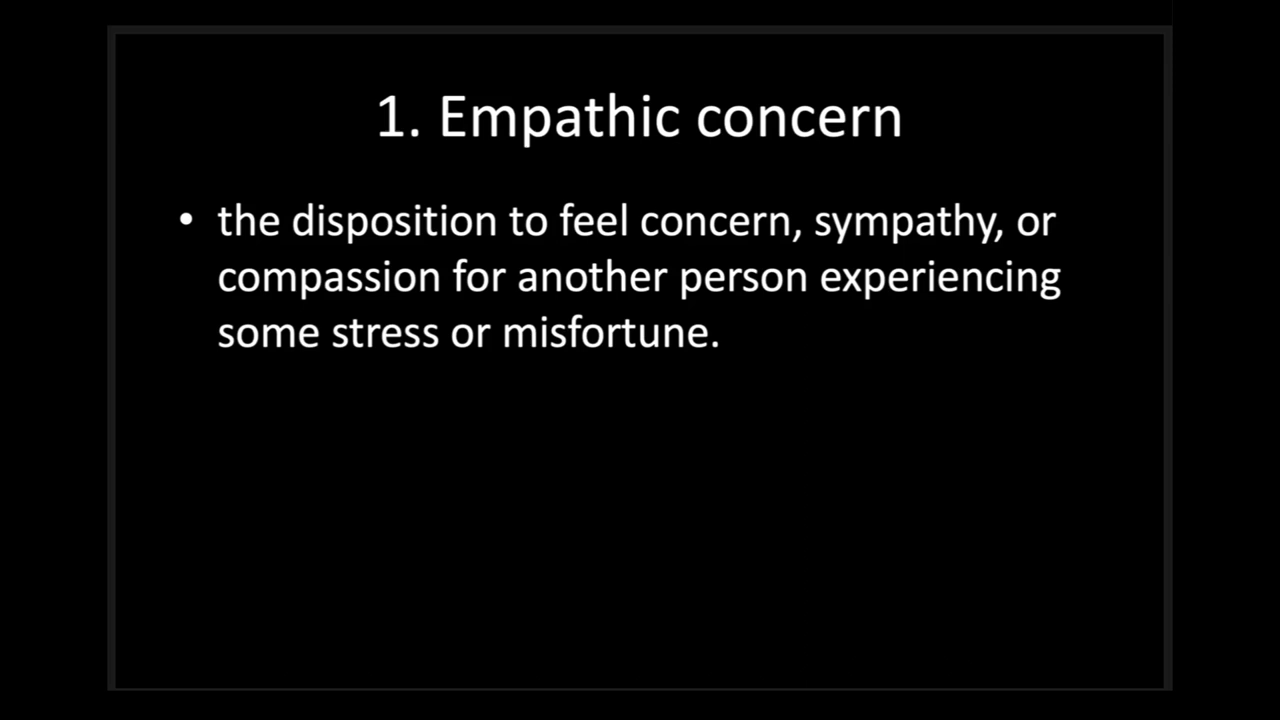 1. Empathic concern
• the disposition to feel concern, sympathy, or
compassion for another person experiencing
some stress or misfortune.